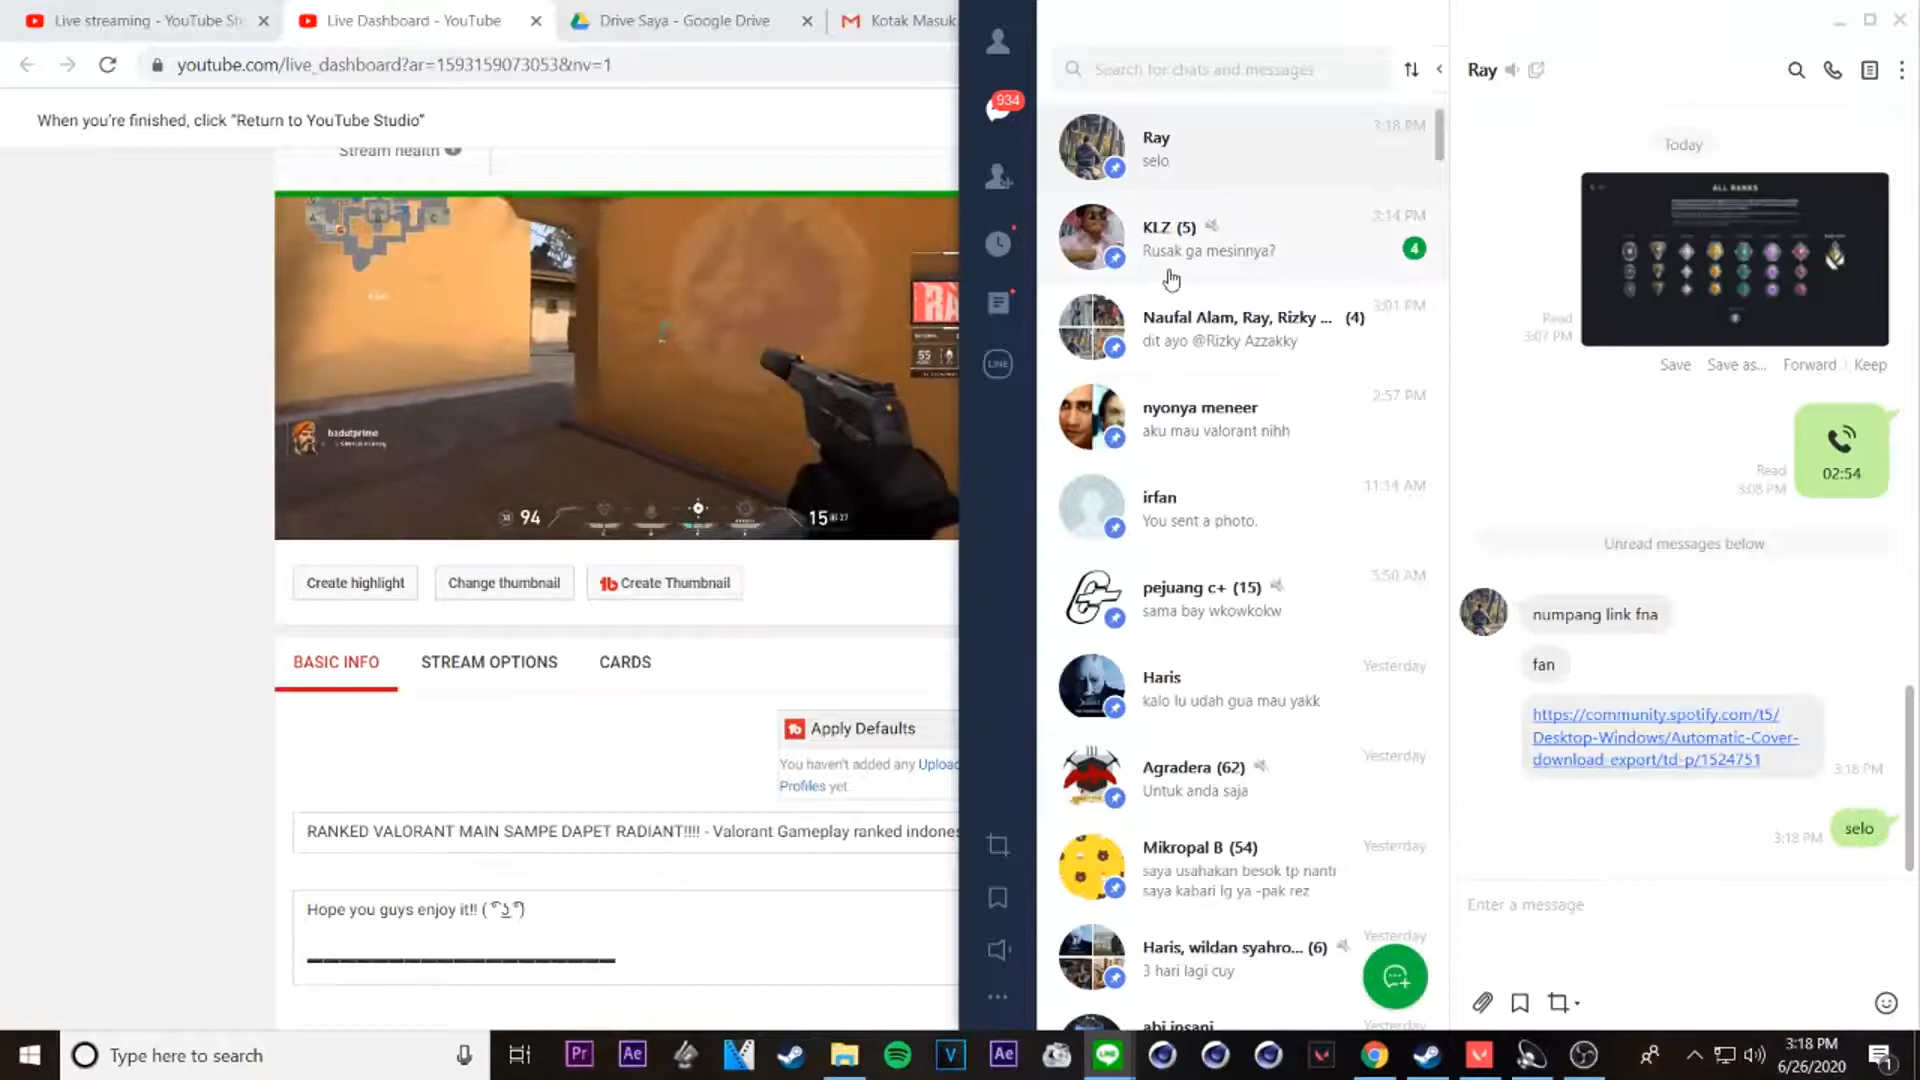 Live streaming - YouTube St
Live Dashboard - YouTube
Drive Saya - Google Drive
Kotak Masuk
youtube.com/live_dashboard?ar=1593159073053&nv=1
When you're finished, click "Return to YouTube Studio"
Stream health
badutprime
94
15
55
Create highlight
Change thumbnail
Create Thumbnail
BASIC INFO
STREAM OPTIONS
CARDS
Apply Defaults
You haven't added any Upload
Profiles yet.
RANKED VALORANT MAIN SAMPE DAPET RADIANT!!!! - Valorant Gameplay ranked indones
Hope you guys enjoy it!! ( ͡° ͜ʖ ͡°)
934
LINE
Search for chats and messages
Ray
3:18 PM
selo
KLZ (5)
3:14 PM
Rusak ga mesinnya?
4
Naufal Alam, Ray, Rizky ... (4)
3:01 PM
dit ayo @Rizky Azzakky
nyonya meneer
2:57 PM
aku mau valorant nihh
irfan
11:14 AM
You sent a photo.
pejuang c+ (15)
3:50 AM
sama bay wkowkokw
Haris
Yesterday
kalo lu udah gua mau yakk
Agradera (62)
Yesterday
Untuk anda saja
Mikropal B (54)
Yesterday
saya usahakan besok tp nanti
saya kabari lg ya -pak rez
Haris, wildan syahro... (6)
Yesterday
3 hari lagi cuy
abi insani
Yesterday
Ray
Today
ALL RANKS
Read
3:07 PM
Save
Save as...
Forward
Keep
02:54
Read
3:08 PM
Unread messages below
numpang link fna
fan
https://community.spotify.com/t5/
Desktop-Windows/Automatic-Cover-
download-export/td-p/1524751
3:18 PM
selo
3:18 PM
Enter a message
Type here to search
Pr
Ae
V
Ae
LINE
3:18 PM
6/26/2020
1